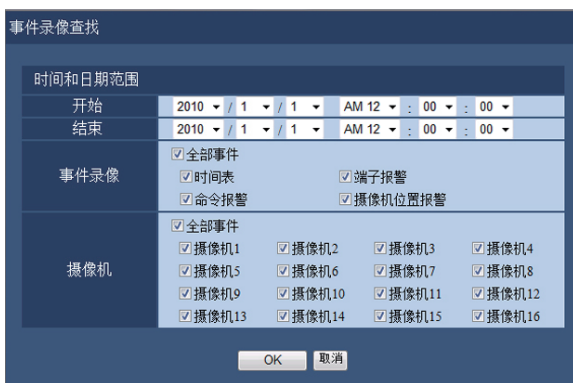 事件录像查找
时间和日期范围
开始 2010 / 1 / 1 AM 12 : 00 : 00
结束 2010 / 1 / 1 AM 12 : 00 : 00
事件录像
全部事件
时间表 端子报警
命令报警 摄像机位置报警
摄像机
全部事件
摄像机1 摄像机2 摄像机3 摄像机4
摄像机5 摄像机6 摄像机7 摄像机8
摄像机9 摄像机10 摄像机11 摄像机12
摄像机13 摄像机14 摄像机15 摄像机16
OK 取消